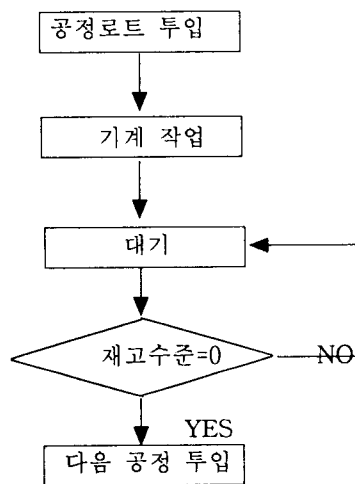 공정로트 투입
기계 작업
대기
재고수준=0
NO
YES
다음 공정 투입